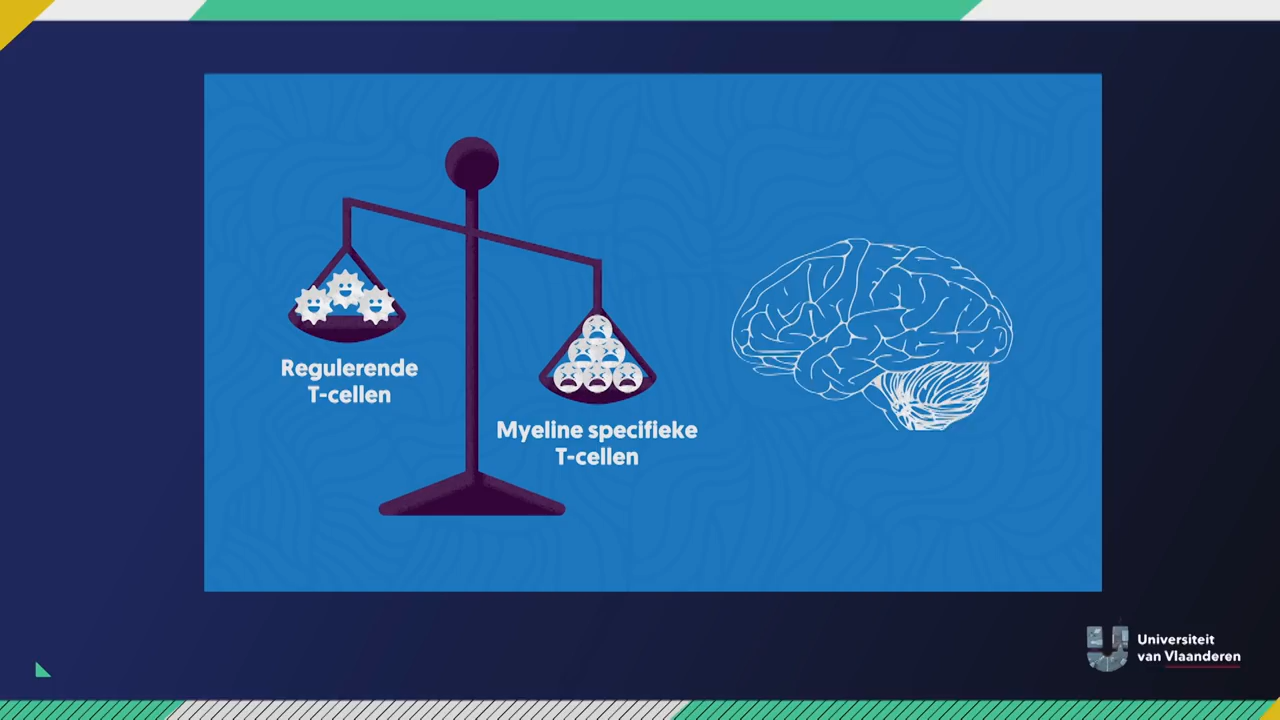 Regulerende
T-cellen
Myeline specifieke
T-cellen
Universiteit
van Vlaanderen